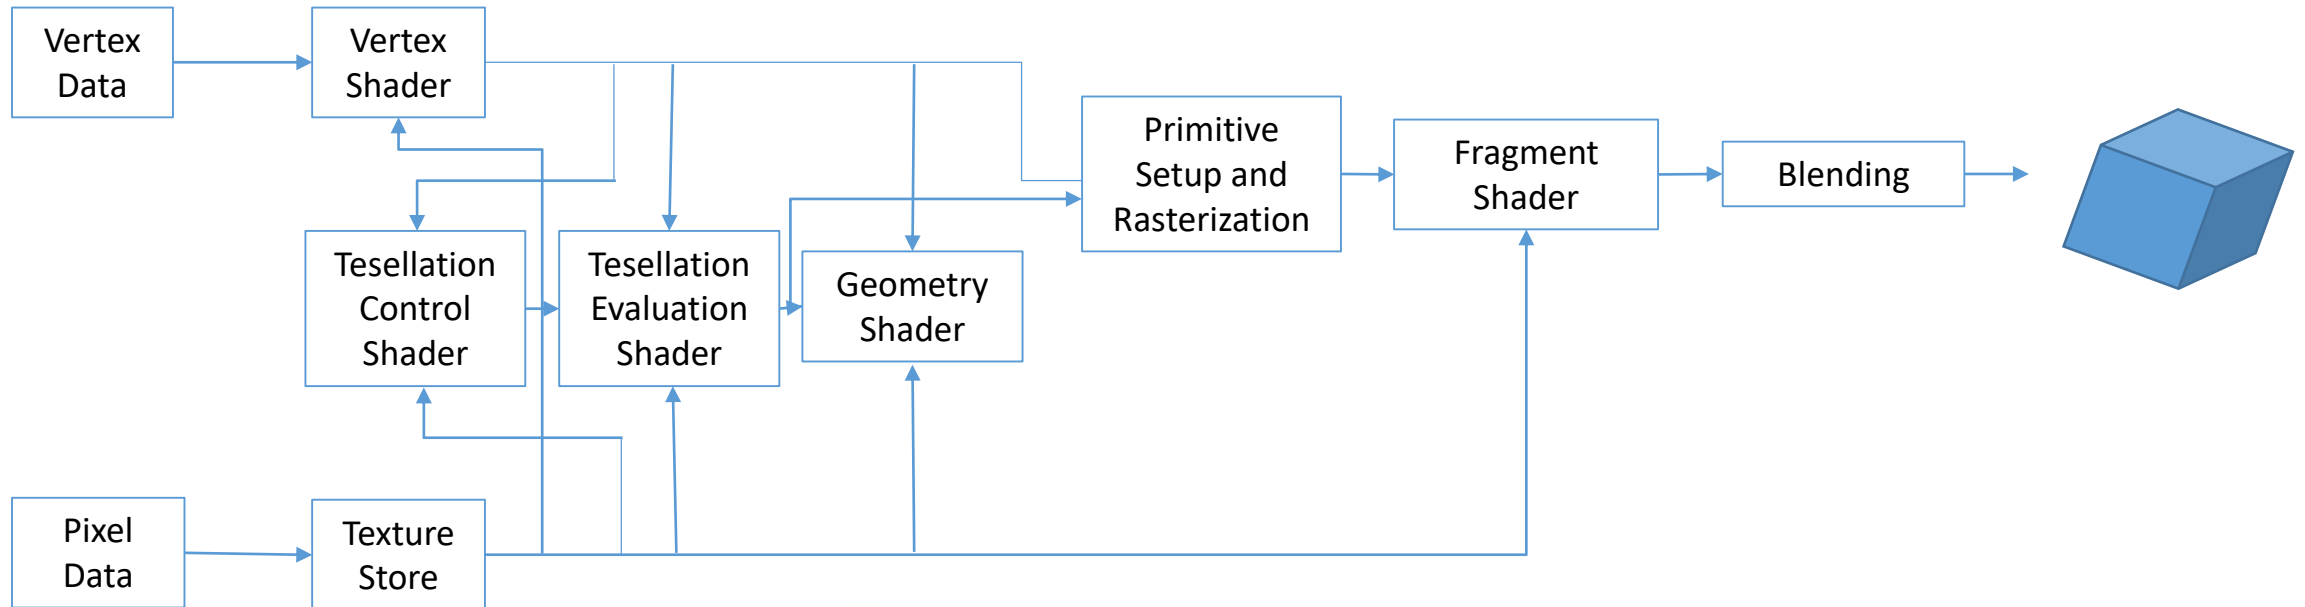 Vertex
Data
Vertex
Shader
Primitive
Setup and
Rasterization
Fragment
Shader
Blending
Tesellation
Control
Shader
Tesellation
Evaluation
Shader
Geometry
Shader
Pixel
Data
Texture
Store